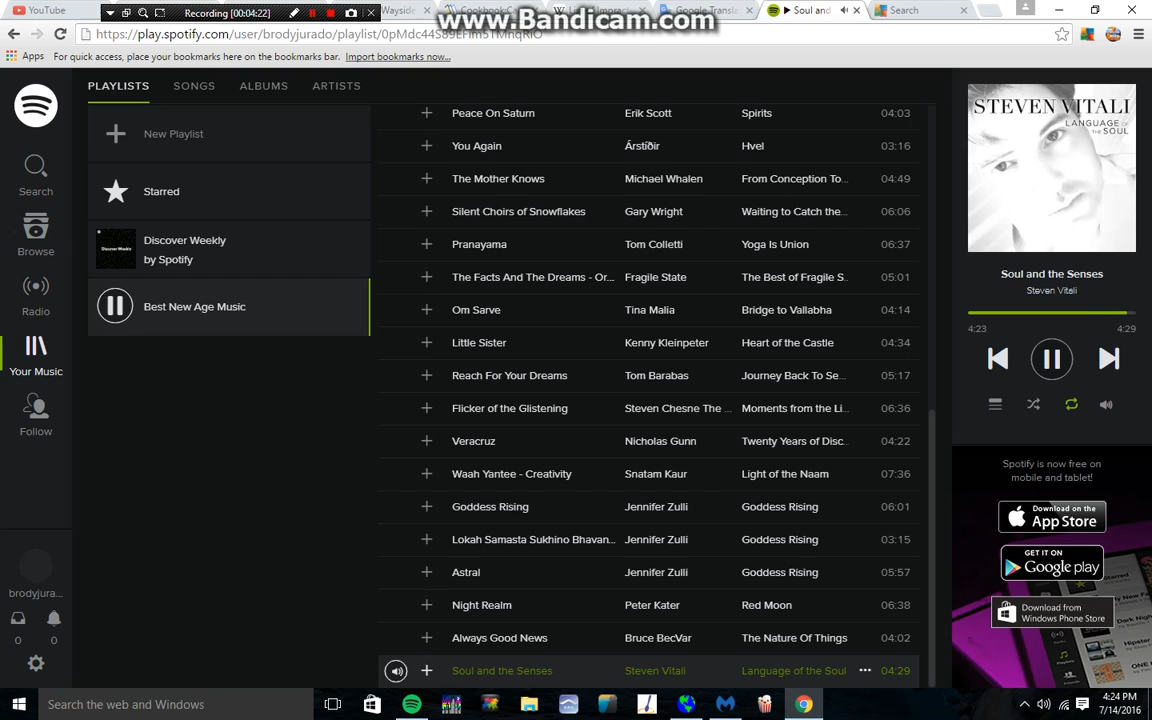 Recording [00:04:22]
www.Bandicam.com
YouTube
Wayside
Cookbook:C
Google Transla
Soul and
Search
https://play.spotify.com/user/brodyjurado/playlist/
Apps
For quick access, place your bookmarks here on the bookmarks bar.
Import bookmarks now...
PLAYLISTS
SONGS
ALBUMS
ARTISTS
Search
Browse
Radio
Your Music
Follow
brodyjura...
0
0
New Playlist
Starred
Discover Weekly
Discover Weekly
by Spotify
Best New Age Music
Peace On Saturn Erik Scott Spirits 04:03
You Again Árstíðir Hvel 03:16
The Mother Knows Michael Whalen From Conception To... 04:49
Silent Choirs of Snowflakes Gary Wright Waiting to Catch the... 06:06
Pranayama Tom Colletti Yoga Is Union 06:37
The Facts And The Dreams - Or... Fragile State The Best of Fragile S... 05:01
Om Sarve Tina Malia Bridge to Vallabha 04:14
Little Sister Kenny Kleinpeter Heart of the Castle 04:34
Reach For Your Dreams Tom Barabas Journey Back To Se... 05:17
Flicker of the Glistening Steven Chesne The ... Moments from the Li... 06:36
Veracruz Nicholas Gunn Twenty Years of Disc... 04:22
Waah Yantee - Creativity Snatam Kaur Light of the Naam 07:36
Goddess Rising Jennifer Zulli Goddess Rising 06:01
Lokah Samasta Sukhino Bhavan... Jennifer Zulli Goddess Rising 03:15
Astral Jennifer Zulli Goddess Rising 05:57
Night Realm Peter Kater Red Moon 06:38
Always Good News Bruce BecVar The Nature Of Things 04:02
Soul and the Senses Steven Vitali Language of the Soul ••• 04:29
STEVEN VITALI
LANGUAGE
OF THE
SOUL
Soul and the Senses
Steven Vitali
4:23
4:29
Spotify is now free on
mobile and tablet!
Download on the
App Store
GET IT ON
Google play
Download from
Windows Phone Store
Search the web and Windows
4:24 PM
7/14/2016